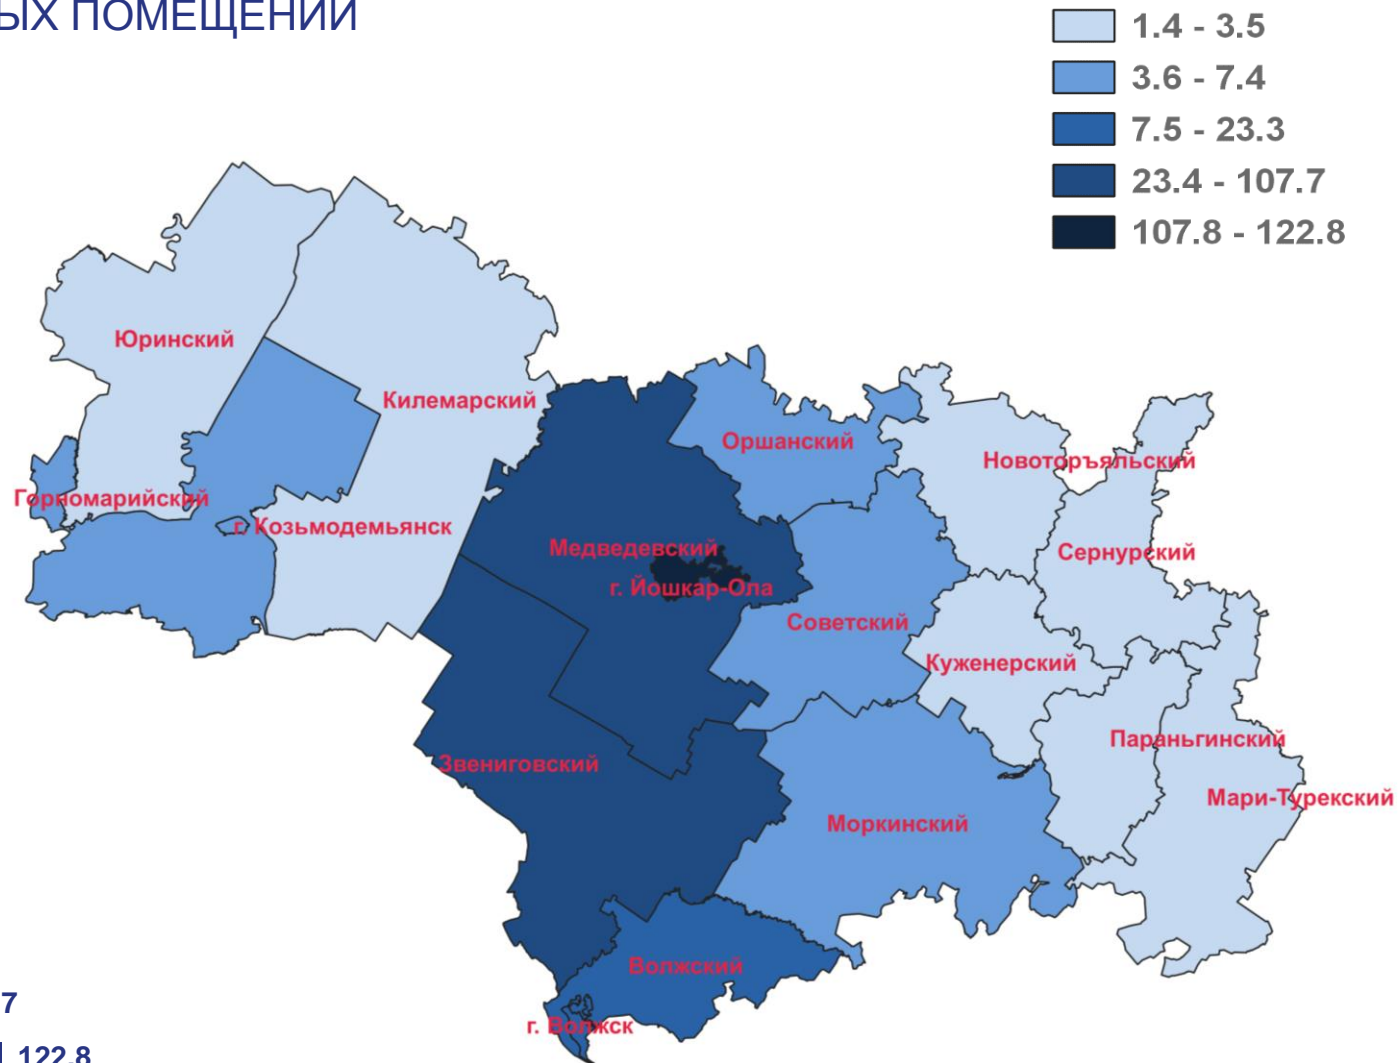 ЫХ ПОМЕЩЕНИЙ
1.4 - 3.5
3.6 - 7.4
7.5 - 23.3
23.4 - 107.7
107.8 - 122.8
Юринский
Килемарский
Оршанский
Новоторъяльский
Горномарийский
г. Козьмодемьянск
Медведевский
Сернурский
г. Йошкар-Ола
Советский
Куженерский
Параньгинский
Звениговский
Мари-Турекский
Моркинский
Волжский
7
г. Волжск
122.8